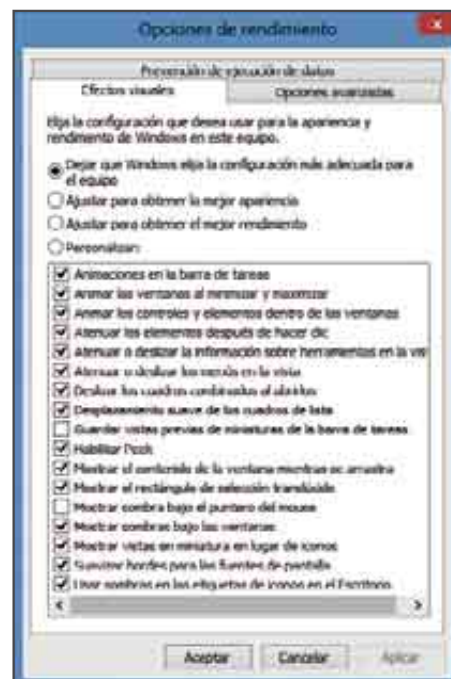 Opciones de rendimiento
Prevención de ejecución de datos
Efectos visuales
Opciones avanzadas
Elija la configuración que desea usar para la apariencia y
rendimiento de Windows en este equipo.
Dejar que Windows elija la configuración más adecuada para
el equipo
Ajustar para obtener la mejor apariencia
Ajustar para obtener el mejor rendimiento
Personalizar:
Animaciones en la barra de tareas
Animar las ventanas al minimizar y maximizar
Animar los controles y elementos dentro de las ventanas
Atenuar los elementos después de hacer clic
Atenuar o deslizar la información sobre herramientas en la vis
Atenuar o deslizar los menús en la vista
Deslizar los cuadros combinados al abrirlos
Desplazamiento suave de los cuadros de lista
Guardar vistas previas de miniaturas de la barra de tareas
Habilitar Peek
Mostrar el contenido de la ventana mientras se arrastra
Mostrar el rectángulo de selección translúcido
Mostrar sombra bajo el puntero del mouse
Mostrar sombras bajo las ventanas
Mostrar vistas en miniatura en lugar de iconos
Suavizar bordes para las fuentes de pantalla
Usar sombras en las etiquetas de iconos en el Escritorio
Aceptar
Cancelar
Aplicar